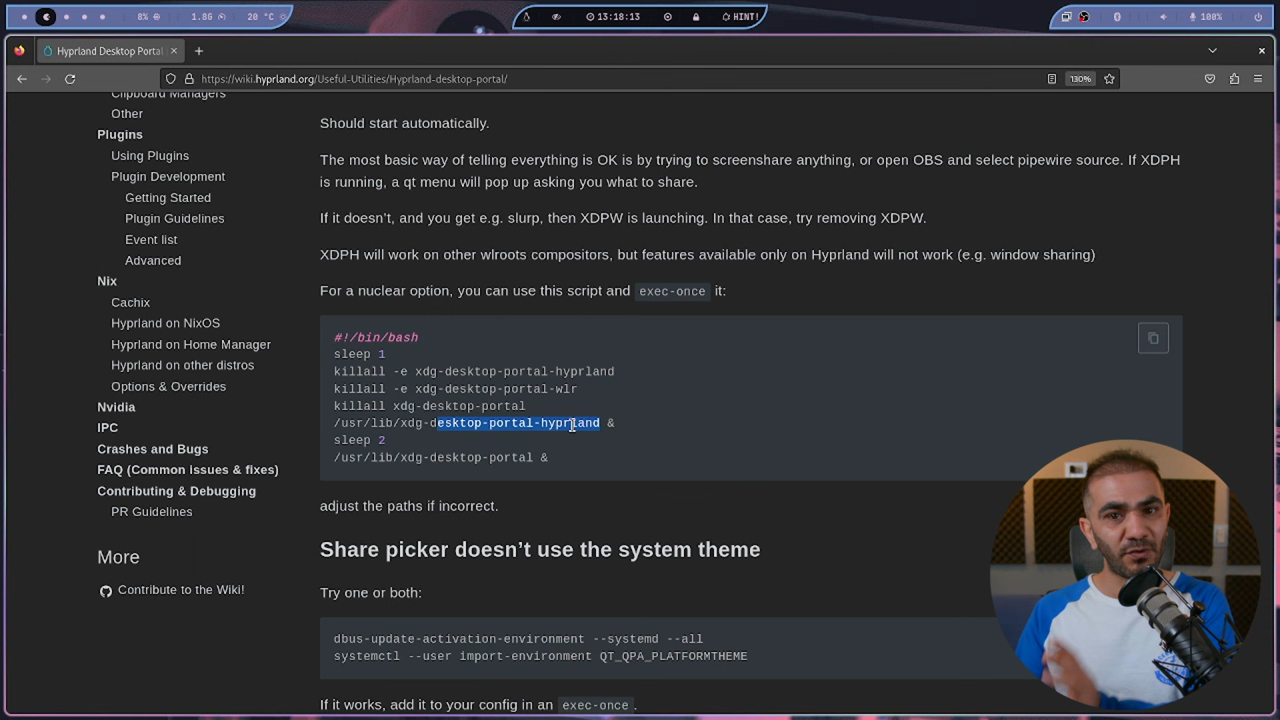 8%
1.8G
20 °C
13:18:13
HINT!
100%
Hyprland Desktop Portal
https://wiki.hyprland.org/Useful-Utilities/Hyprland-desktop-portal/
130%
Clipboard Managers
Other
Plugins
Using Plugins
Plugin Development
Getting Started
Plugin Guidelines
Event list
Advanced
Nix
Cachix
Hyprland on NixOS
Hyprland on Home Manager
Hyprland on other distros
Options & Overrides
Nvidia
IPC
Crashes and Bugs
FAQ (Common issues & fixes)
Contributing & Debugging
PR Guidelines
More
Contribute to the Wiki!
Should start automatically.
The most basic way of telling everything is OK is by trying to screenshare anything, or open OBS and select pipewire source. If XDPH
is running, a qt menu will pop up asking you what to share.
If it doesn’t, and you get e.g. slurp, then XDPW is launching. In that case, try removing XDPW.
XDPH will work on other wlroots compositors, but features available only on Hyprland will not work (e.g. window sharing)
For a nuclear option, you can use this script and exec-once it:
#!/bin/bash
sleep 1
killall -e xdg-desktop-portal-hyprland
killall -e xdg-desktop-portal-wlr
killall xdg-desktop-portal
/usr/lib/xdg-desktop-portal-hyprland &
sleep 2
/usr/lib/xdg-desktop-portal &
adjust the paths if incorrect.
Share picker doesn’t use the system theme
Try one or both:
dbus-update-activation-environment --systemd --all
systemctl --user import-environment QT_QPA_PLATFORMTHEME
If it works, add it to your config in an exec-once.